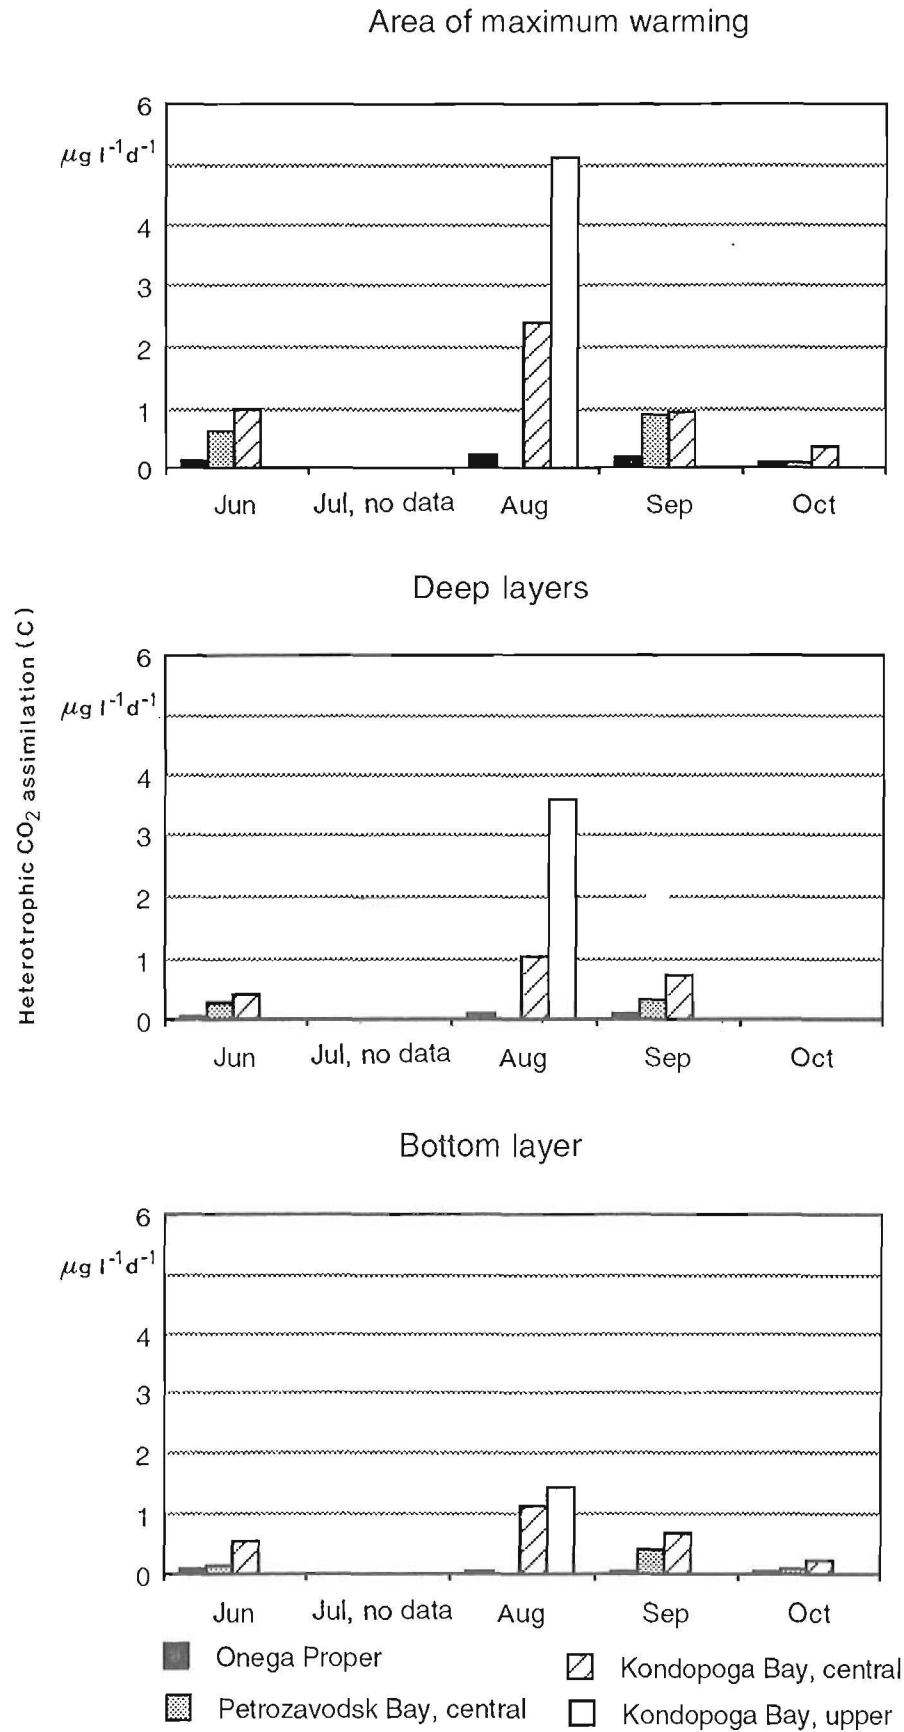 Area of maximum warming
6
μg l⁻¹d⁻¹
4
3
2
1
0
Jun Jul, no data Aug Sep Oct
Heterotrophic CO₂ assimilation (C)
Deep layers
6
μg l⁻¹d⁻¹
4
3
2
1
0
Jun Jul, no data Aug Sep Oct
Bottom layer
6
μg l⁻¹d⁻¹
4
3
2
1
0
Jun Jul, no data Aug Sep Oct
Onega Proper
Petrozavodsk Bay, central
Kondopoga Bay, central
Kondopoga Bay, upper